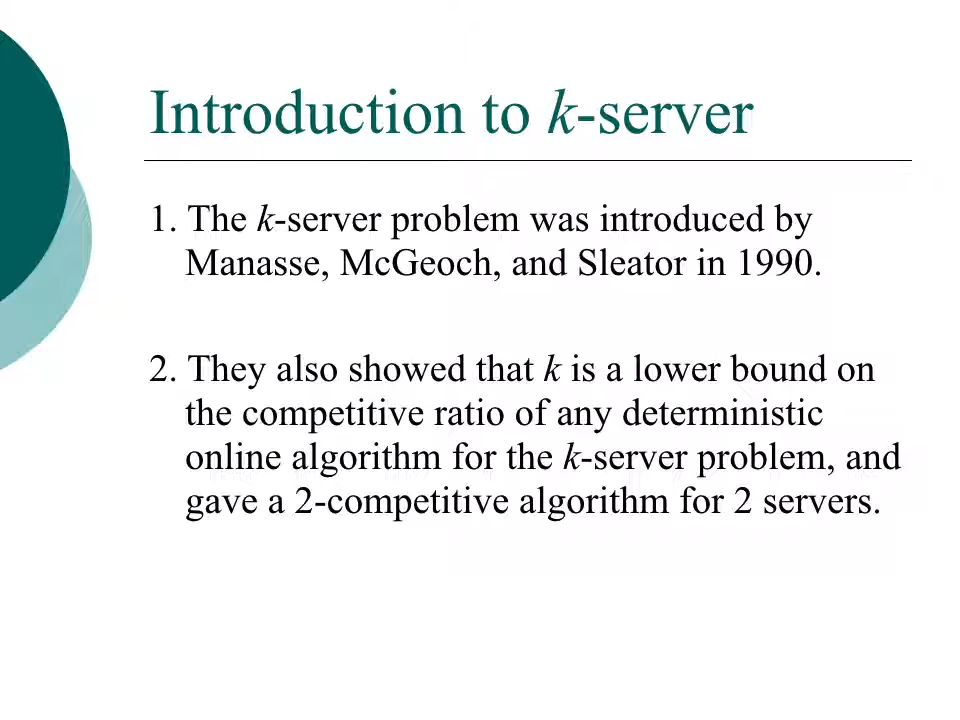 Introduction to k-server
1. The k-server problem was introduced by
Manasse, McGeoch, and Sleator in 1990.
2. They also showed that k is a lower bound on
the competitive ratio of any deterministic
online algorithm for the k-server problem, and
gave a 2-competitive algorithm for 2 servers.